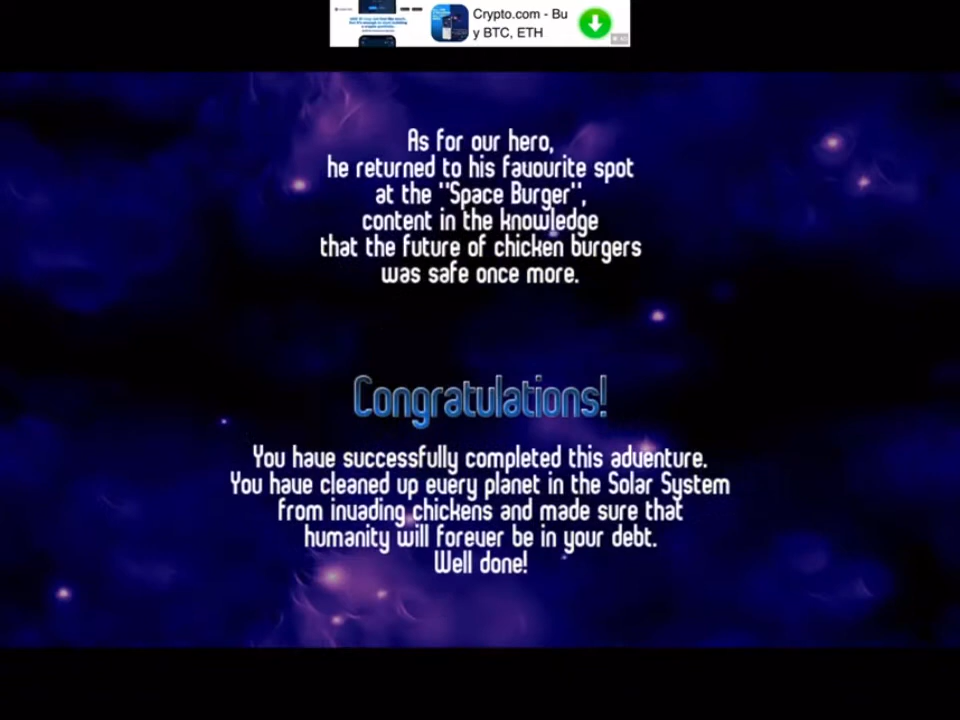 Crypto.com - Bu
y BTC, ETH
As for our hero,
he returned to his favourite spot
at the "Space Burger",
content in the knowledge
that the future of chicken burgers
was safe once more.
Congratulations!
You have successfully completed this adventure.
You have cleaned up every planet in the Solar System
from invading chickens and made sure that
humanity will forever be in your debt.
Well done!